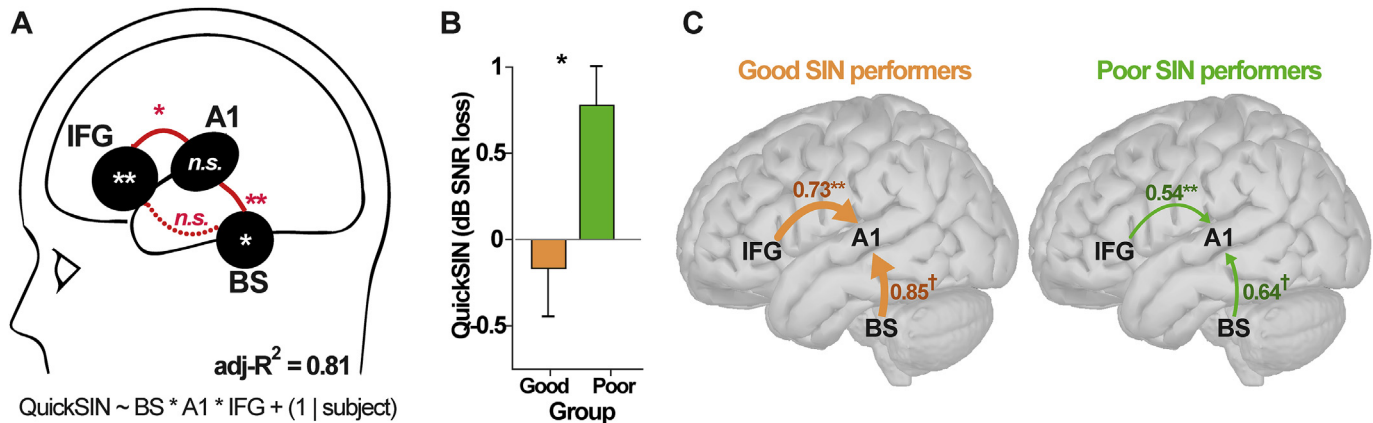 A
IFG
*
A1
**
n.s.
n.s.
**
*
BS
adj-R² = 0.81
QuickSIN ~ BS * A1 * IFG + (1 | subject)
B
QuickSIN (dB SNR loss)
1
0.5
0
-0.5
*
Good
Poor
Group
C
Good SIN performers
0.73**
IFG
A1
0.85†
BS
Poor SIN performers
0.54**
IFG
A1
0.64†
BS